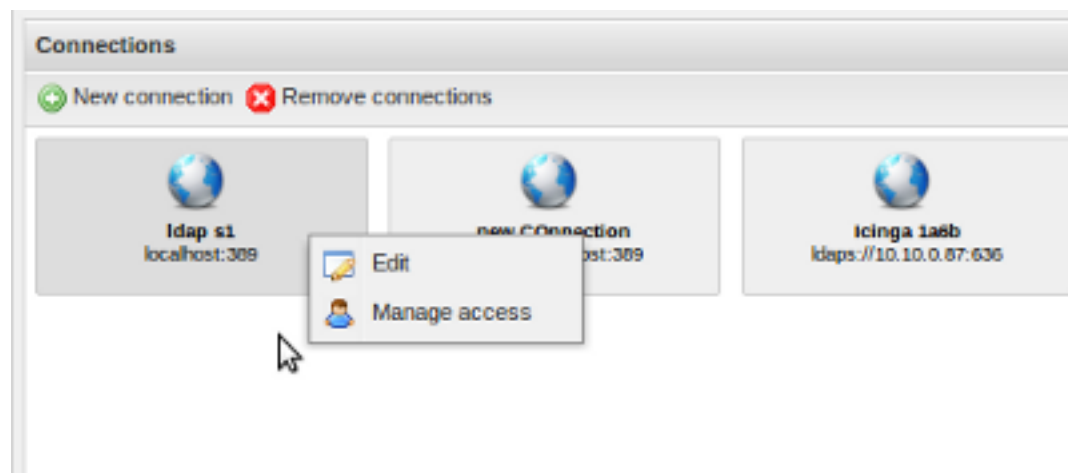 Connections
New connection Remove connections
ldap s1
localhost:389
new COnnection
ost:389
icinga 1a6b
ldaps://10.10.0.87:636
Edit
Manage access